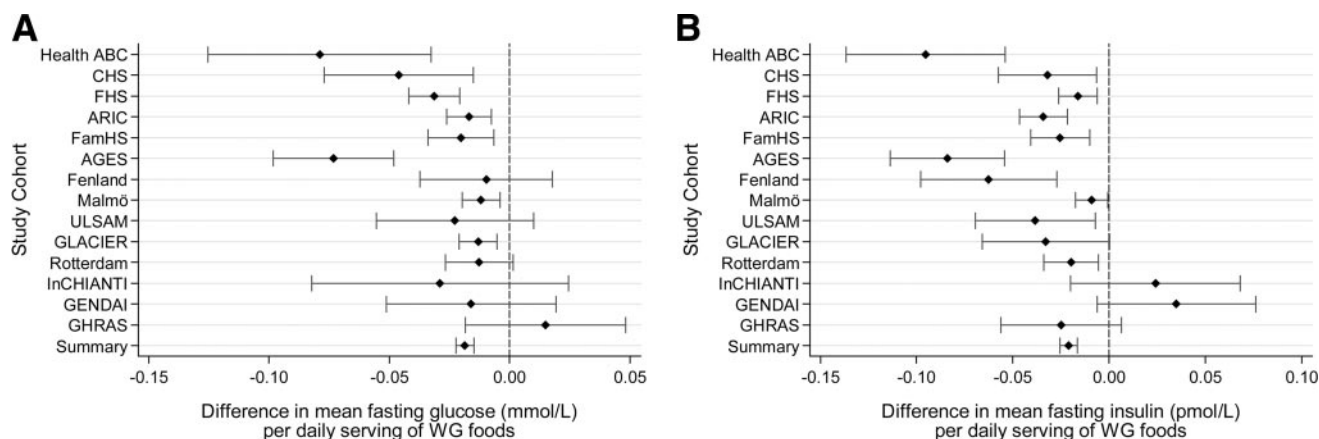 A
Study Cohort
Health ABC
CHS
FHS
ARIC
FamHS
AGES
Fenland
Malmö
ULSAM
GLACIER
Rotterdam
InCHIANTI
GENDAI
GHRAS
Summary
-0.15 -0.10 -0.05 0.00 0.05
Difference in mean fasting glucose (mmol/L)
per daily serving of WG foods
B
Study Cohort
Health ABC
CHS
FHS
ARIC
FamHS
AGES
Fenland
Malmö
ULSAM
GLACIER
Rotterdam
InCHIANTI
GENDAI
GHRAS
Summary
-0.15 -0.10 -0.05 0.00 0.05 0.10
Difference in mean fasting insulin (pmol/L)
per daily serving of WG foods